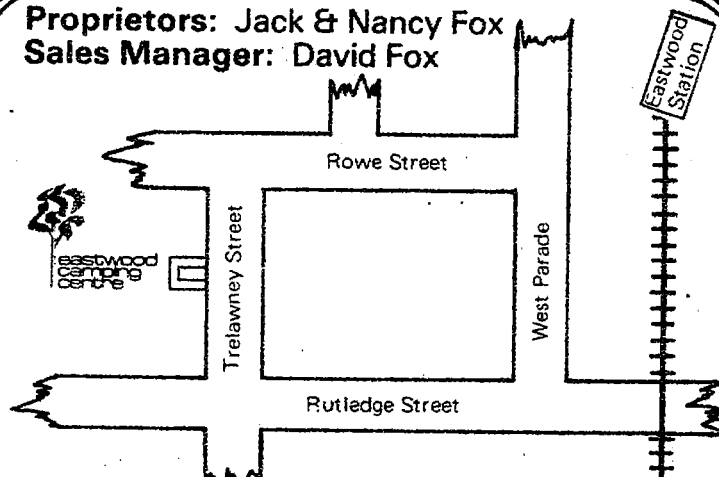 Proprietors: Jack & Nancy Fox
Sales Manager: David Fox
Eastwood
Station
Rowe Street
Trelawney Street
eastwood
camping
centre
West Parade
Rutledge Street